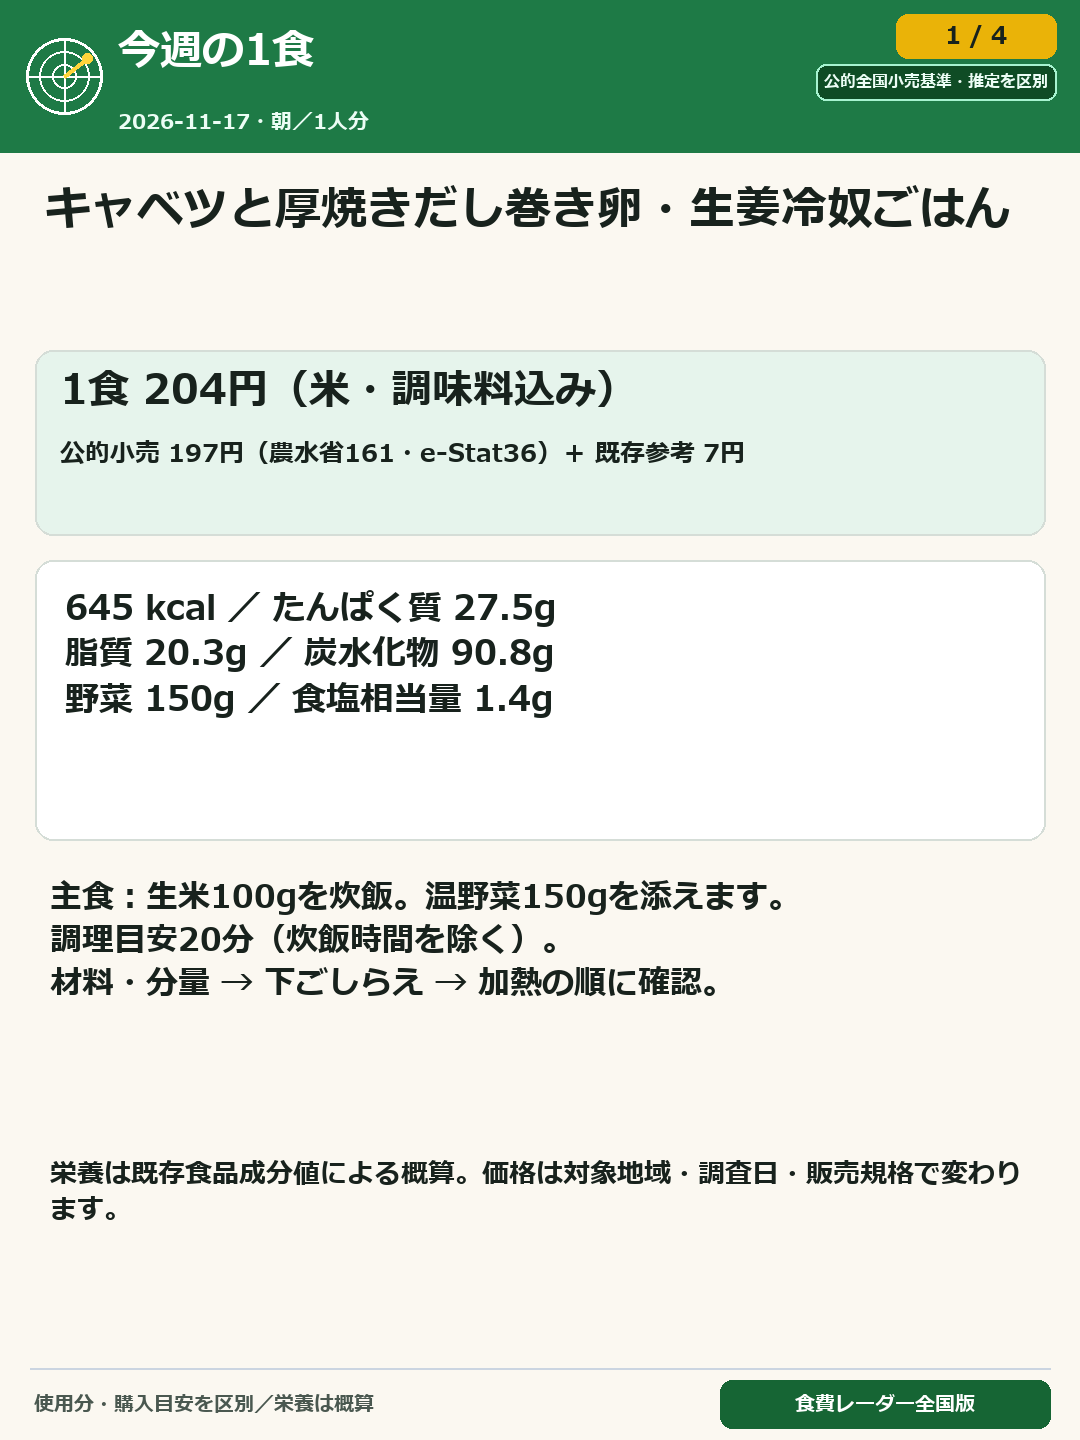 今週の1食
2026-11-17・朝／1人分
1 / 4
公的全国小売基準・推定を区別
キャベツと厚焼きだし巻き卵・生姜冷奴ごはん
1食 204円（米・調味料込み）
公的小売 197円（農水省161・e-Stat36）＋ 既存参考 7円
645 kcal ／ たんぱく質 27.5g
脂質 20.3g ／ 炭水化物 90.8g
野菜 150g ／ 食塩相当量 1.4g
主食：生米100gを炊飯。温野菜150gを添えます。
調理目安20分（炊飯時間を除く）。
材料・分量 → 下ごしらえ → 加熱の順に確認。
栄養は既存食品成分値による概算。価格は対象地域・調査日・販売規格で変わり
ます。
使用分・購入目安を区別／栄養は概算
食費レーダー全国版